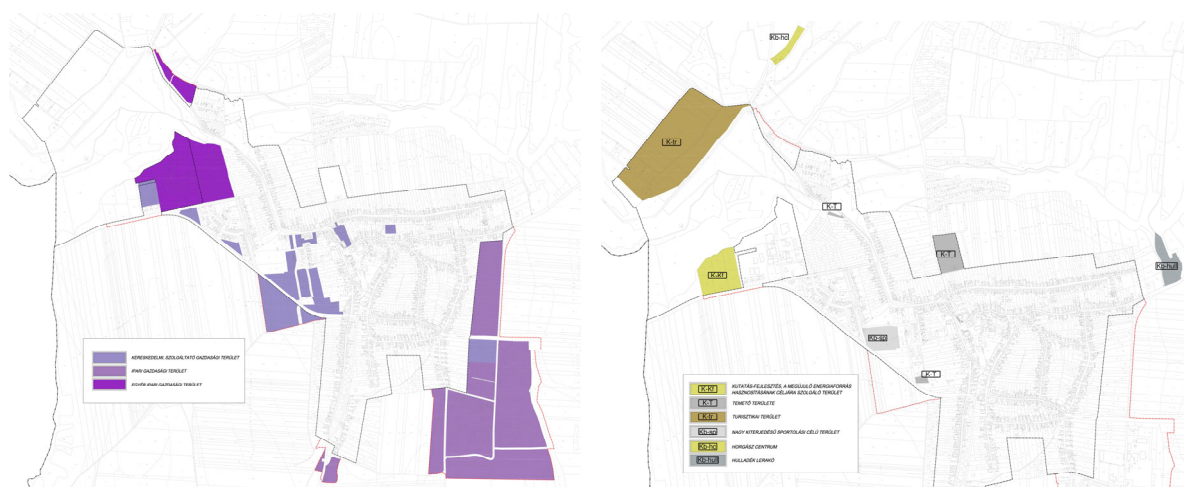 KERESKEDELMI, SZOLGÁLTATÓ GAZDASÁGI TERÜLET
IPARI GAZDASÁGI TERÜLET
EGYÉB IPARI GAZDASÁGI TERÜLET
Kb-hc
K-tr
K-T
K-T
K-Kf
Kb-hull
Kb-sp
K-T
K-Kf KUTATÁS-FEJLESZTÉS, A MEGÚJULÓ ENERGIAFORRÁS
HASZNOSÍTÁSÁNAK CÉLJÁRA SZOLGÁLÓ TERÜLET
K-T TEMETŐ TERÜLETE
K-tr TURISZTIKAI TERÜLET
Kb-sp NAGY KITERJEDÉSŰ SPORTOLÁSI CÉLÚ TERÜLET
Kb-hc HORGÁSZ CENTRUM
Kb-hull HULLADÉK LERAKÓ